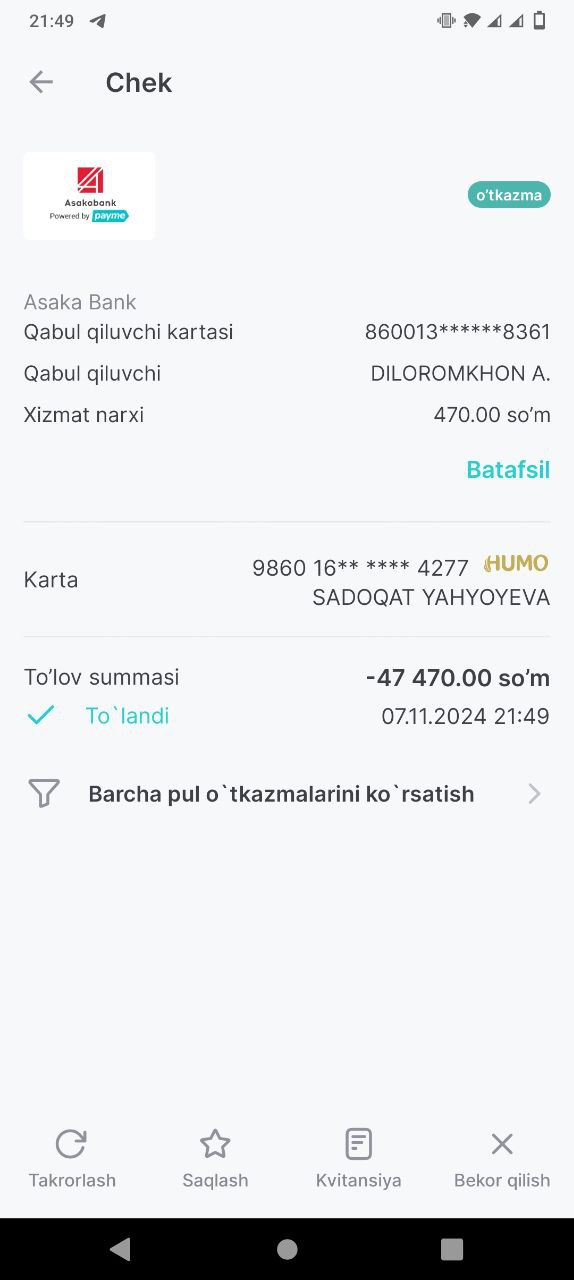 21:49
Chek
Asakabank
Powered by payme
o'tkazma
Asaka Bank
Qabul qiluvchi kartasi 860013******8361
Qabul qiluvchi DILOROMKHON A.
Xizmat narxi 470.00 so’m
Batafsil
9860 16** **** 4277 HUMO
Karta
SADOQAT YAHYOYEVA
To’lov summasi -47 470.00 so’m
To`landi 07.11.2024 21:49
Barcha pul o`tkazmalarini ko`rsatish
Takrorlash Saqlash Kvitansiya Bekor qilish